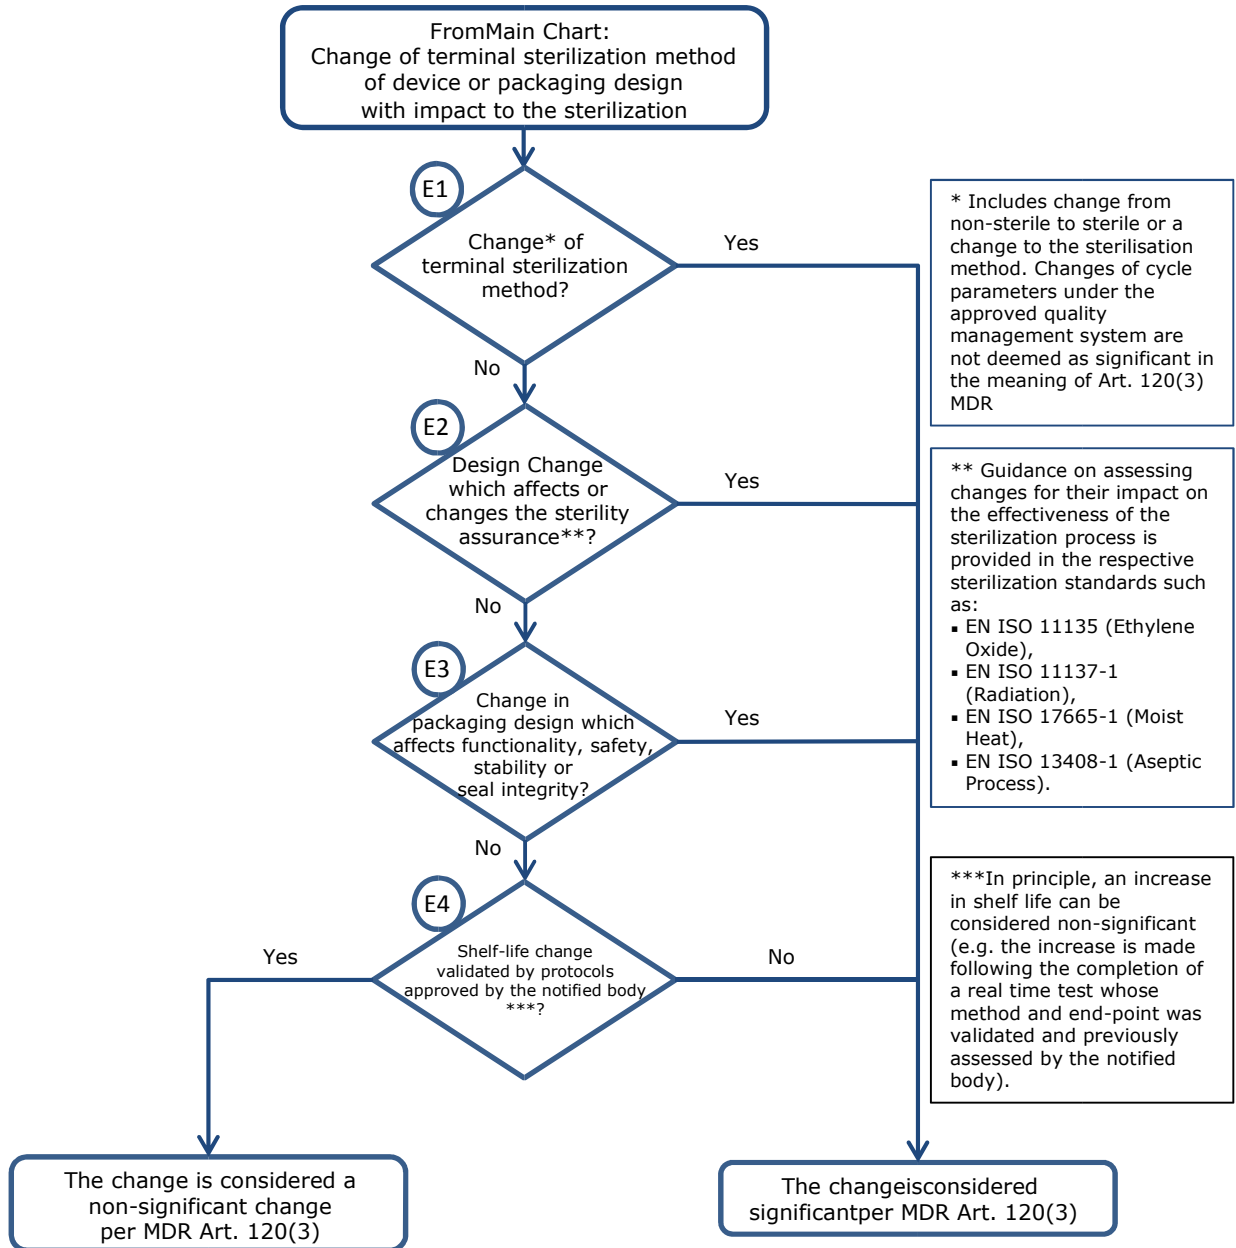 FromMain Chart:
Change of terminal sterilization method
of device or packaging design
with impact to the sterilization
E1
Change* of
terminal sterilization
method?
Yes
No
* Includes change from
non-sterile to sterile or a
change to the sterilisation
method. Changes of cycle
parameters under the
approved quality
management system are
not deemed as significant in
the meaning of Art. 120(3)
MDR
E2
Design Change
which affects or
changes the sterility
assurance**?
Yes
No
** Guidance on assessing
changes for their impact on
the effectiveness of the
sterilization process is
provided in the respective
sterilization standards such
as:
▪ EN ISO 11135 (Ethylene
Oxide),
▪ EN ISO 11137-1
(Radiation),
▪ EN ISO 17665-1 (Moist
Heat),
▪ EN ISO 13408-1 (Aseptic
Process).
E3
Change in
packaging design which
affects functionality, safety,
stability or
seal integrity?
Yes
No
E4
Shelf-life change
validated by protocols
approved by the notified body
***?
Yes
No
***In principle, an increase
in shelf life can be
considered non-significant
(e.g. the increase is made
following the completion of
a real time test whose
method and end-point was
validated and previously
assessed by the notified
body).
The change is considered a
non-significant change
per MDR Art. 120(3)
The changeisconsidered
significantper MDR Art. 120(3)